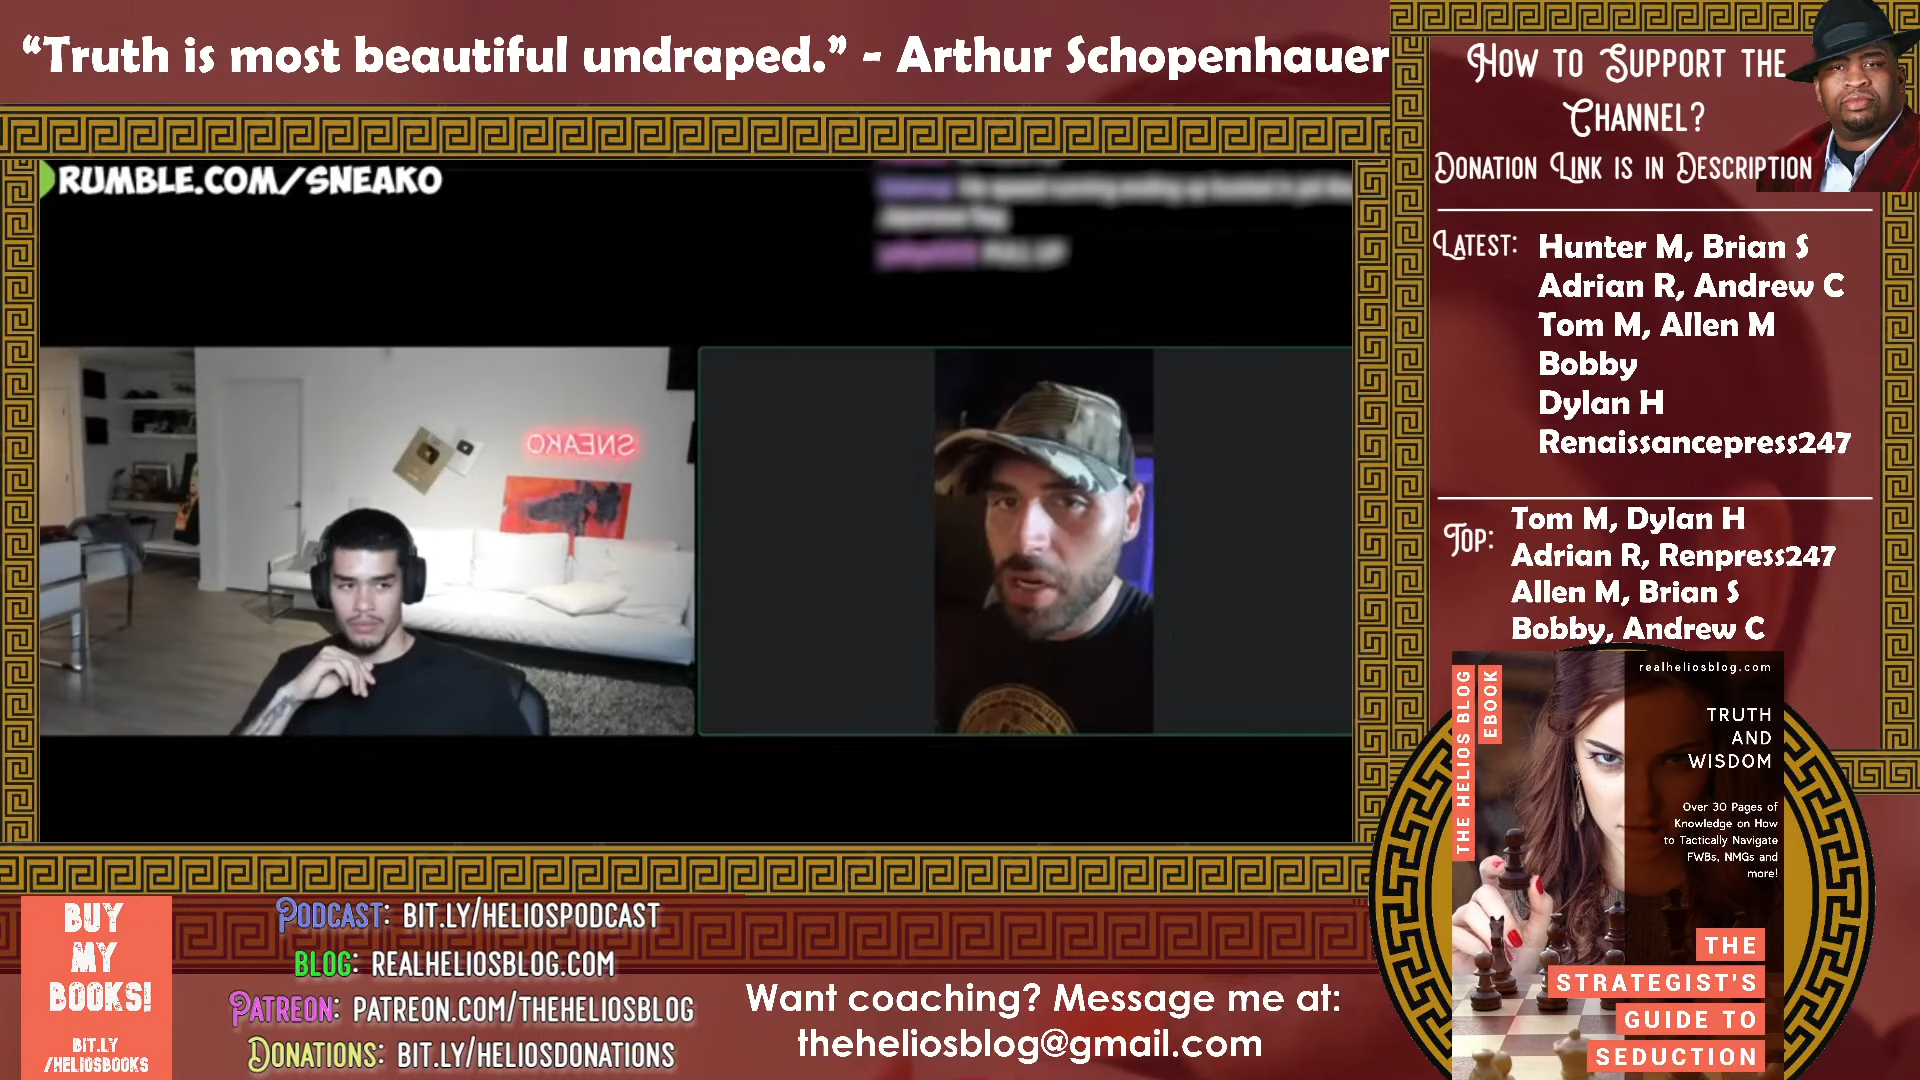 “Truth is most beautiful undraped.” - Arthur Schopenhauer
RUMBLE.COM/SNEAKO
PULL UP
SNEAKO
How to Support the
Channel?
Donation Link is in Description
Latest:
Hunter M, Brian S
Adrian R, Andrew C
Tom M, Allen M
Bobby
Dylan H
Renaissancepress247
Top:
Tom M, Dylan H
Adrian R, Renpress247
Allen M, Brian S
Bobby, Andrew C
realheliosblog.com
THE HELIOS BLOG
EBOOK
TRUTH
AND
WISDOM
Over 30 Pages of
Knowledge on How
to Tactically Navigate
FWBs, NMGs and
more!
THE
STRATEGIST'S
GUIDE TO
SEDUCTION
BUY
MY
BOOKS!
BIT.LY
/HELIOSBOOKS
Podcast: BIT.LY/HELIOSPODCAST
BLOG: REALHELIOSBLOG.COM
Patreon: PATREON.COM/THEHELIOSBLOG
Donations: BIT.LY/HELIOSDONATIONS
Want coaching? Message me at:
theheliosblog@gmail.com